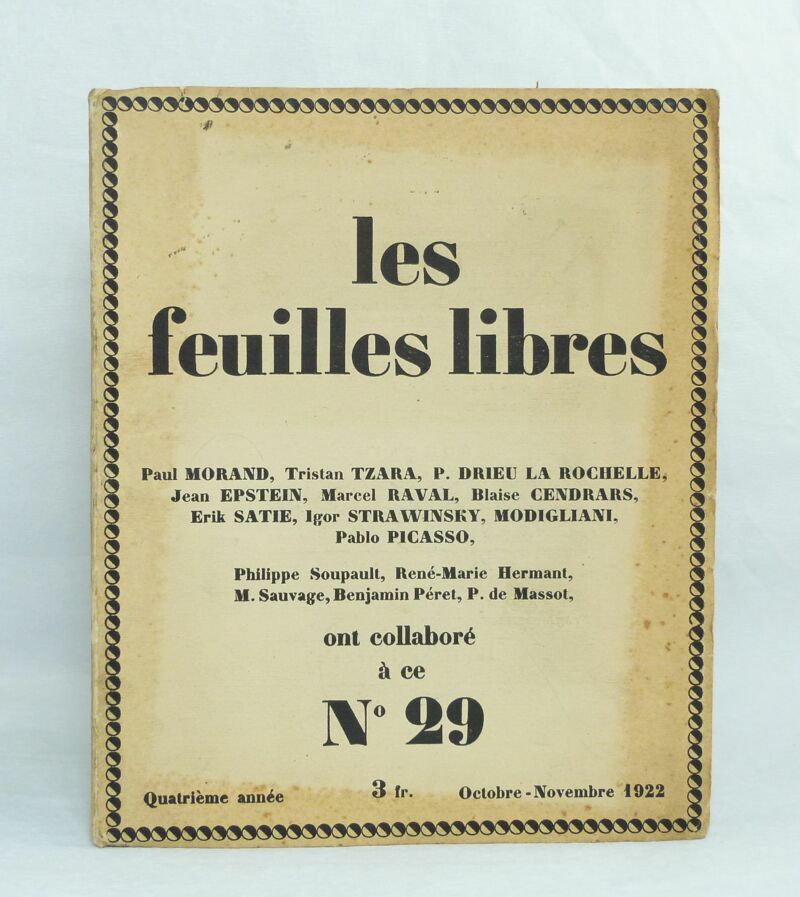 les
feuilles libres
Paul MORAND, Tristan TZARA, P. DRIEU LA ROCHELLE,
Jean EPSTEIN, Marcel RAVAL, Blaise CENDRARS,
Erik SATIE, Igor STRAWINSKY, MODIGLIANI,
Pablo PICASSO,
Philippe Soupault, René-Marie Hermant,
M. Sauvage, Benjamin Péret, P. de Massot,
ont collaboré
à ce
Nº 29
Quatrième année 3 fr. Octobre - Novembre 1922